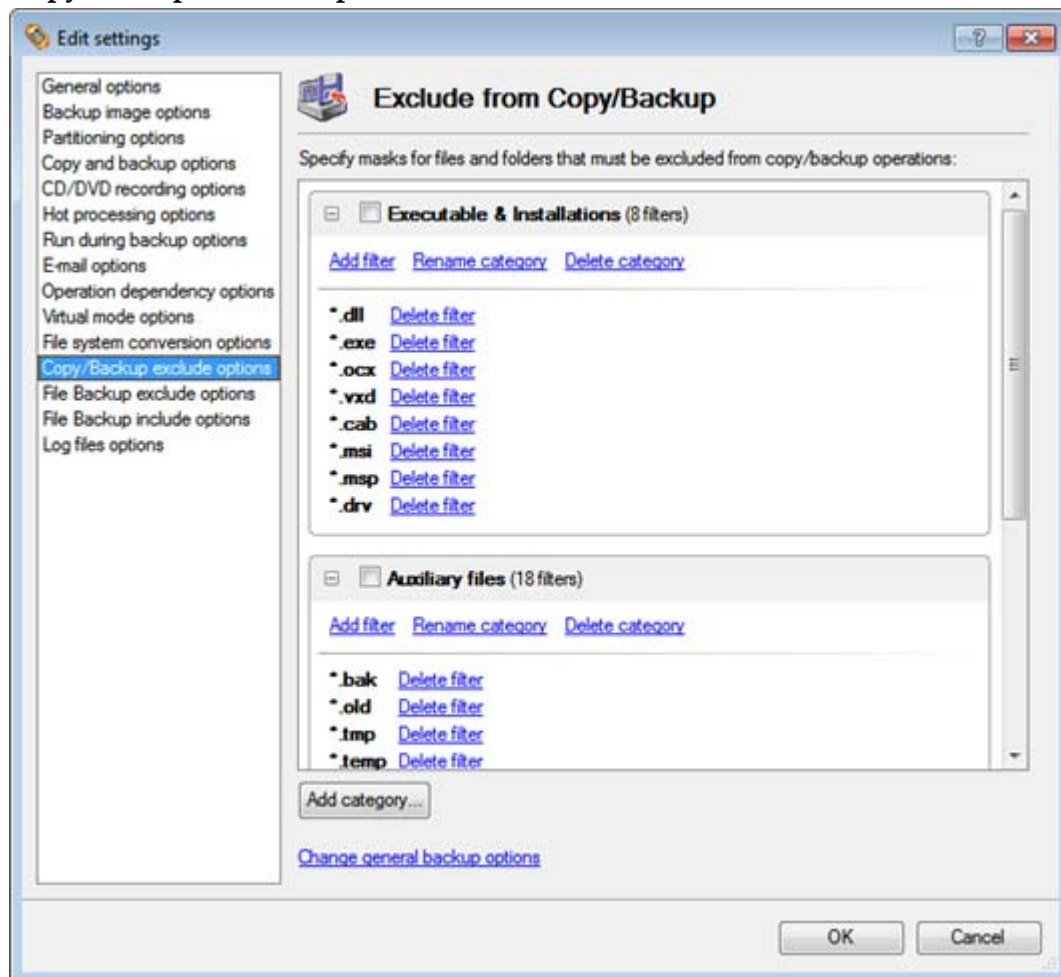 Edit settings
General options
Backup image options
Partitioning options
Copy and backup options
CD/DVD recording options
Hot processing options
Run during backup options
E-mail options
Operation dependency options
Virtual mode options
File system conversion options
Copy/Backup exclude options
File Backup exclude options
File Backup include options
Log files options
Exclude from Copy/Backup
Specify masks for files and folders that must be excluded from copy/backup operations:
Executable & Installations (8 filters)
Add filter Rename category Delete category
*.dll Delete filter
*.exe Delete filter
*.ocx Delete filter
*.vxd Delete filter
*.cab Delete filter
*.msi Delete filter
*.msp Delete filter
*.drv Delete filter
Auxiliary files (18 filters)
Add filter Rename category Delete category
*.bak Delete filter
*.old Delete filter
*.tmp Delete filter
*.temp Delete filter
Add category...
Change general backup options
OK Cancel